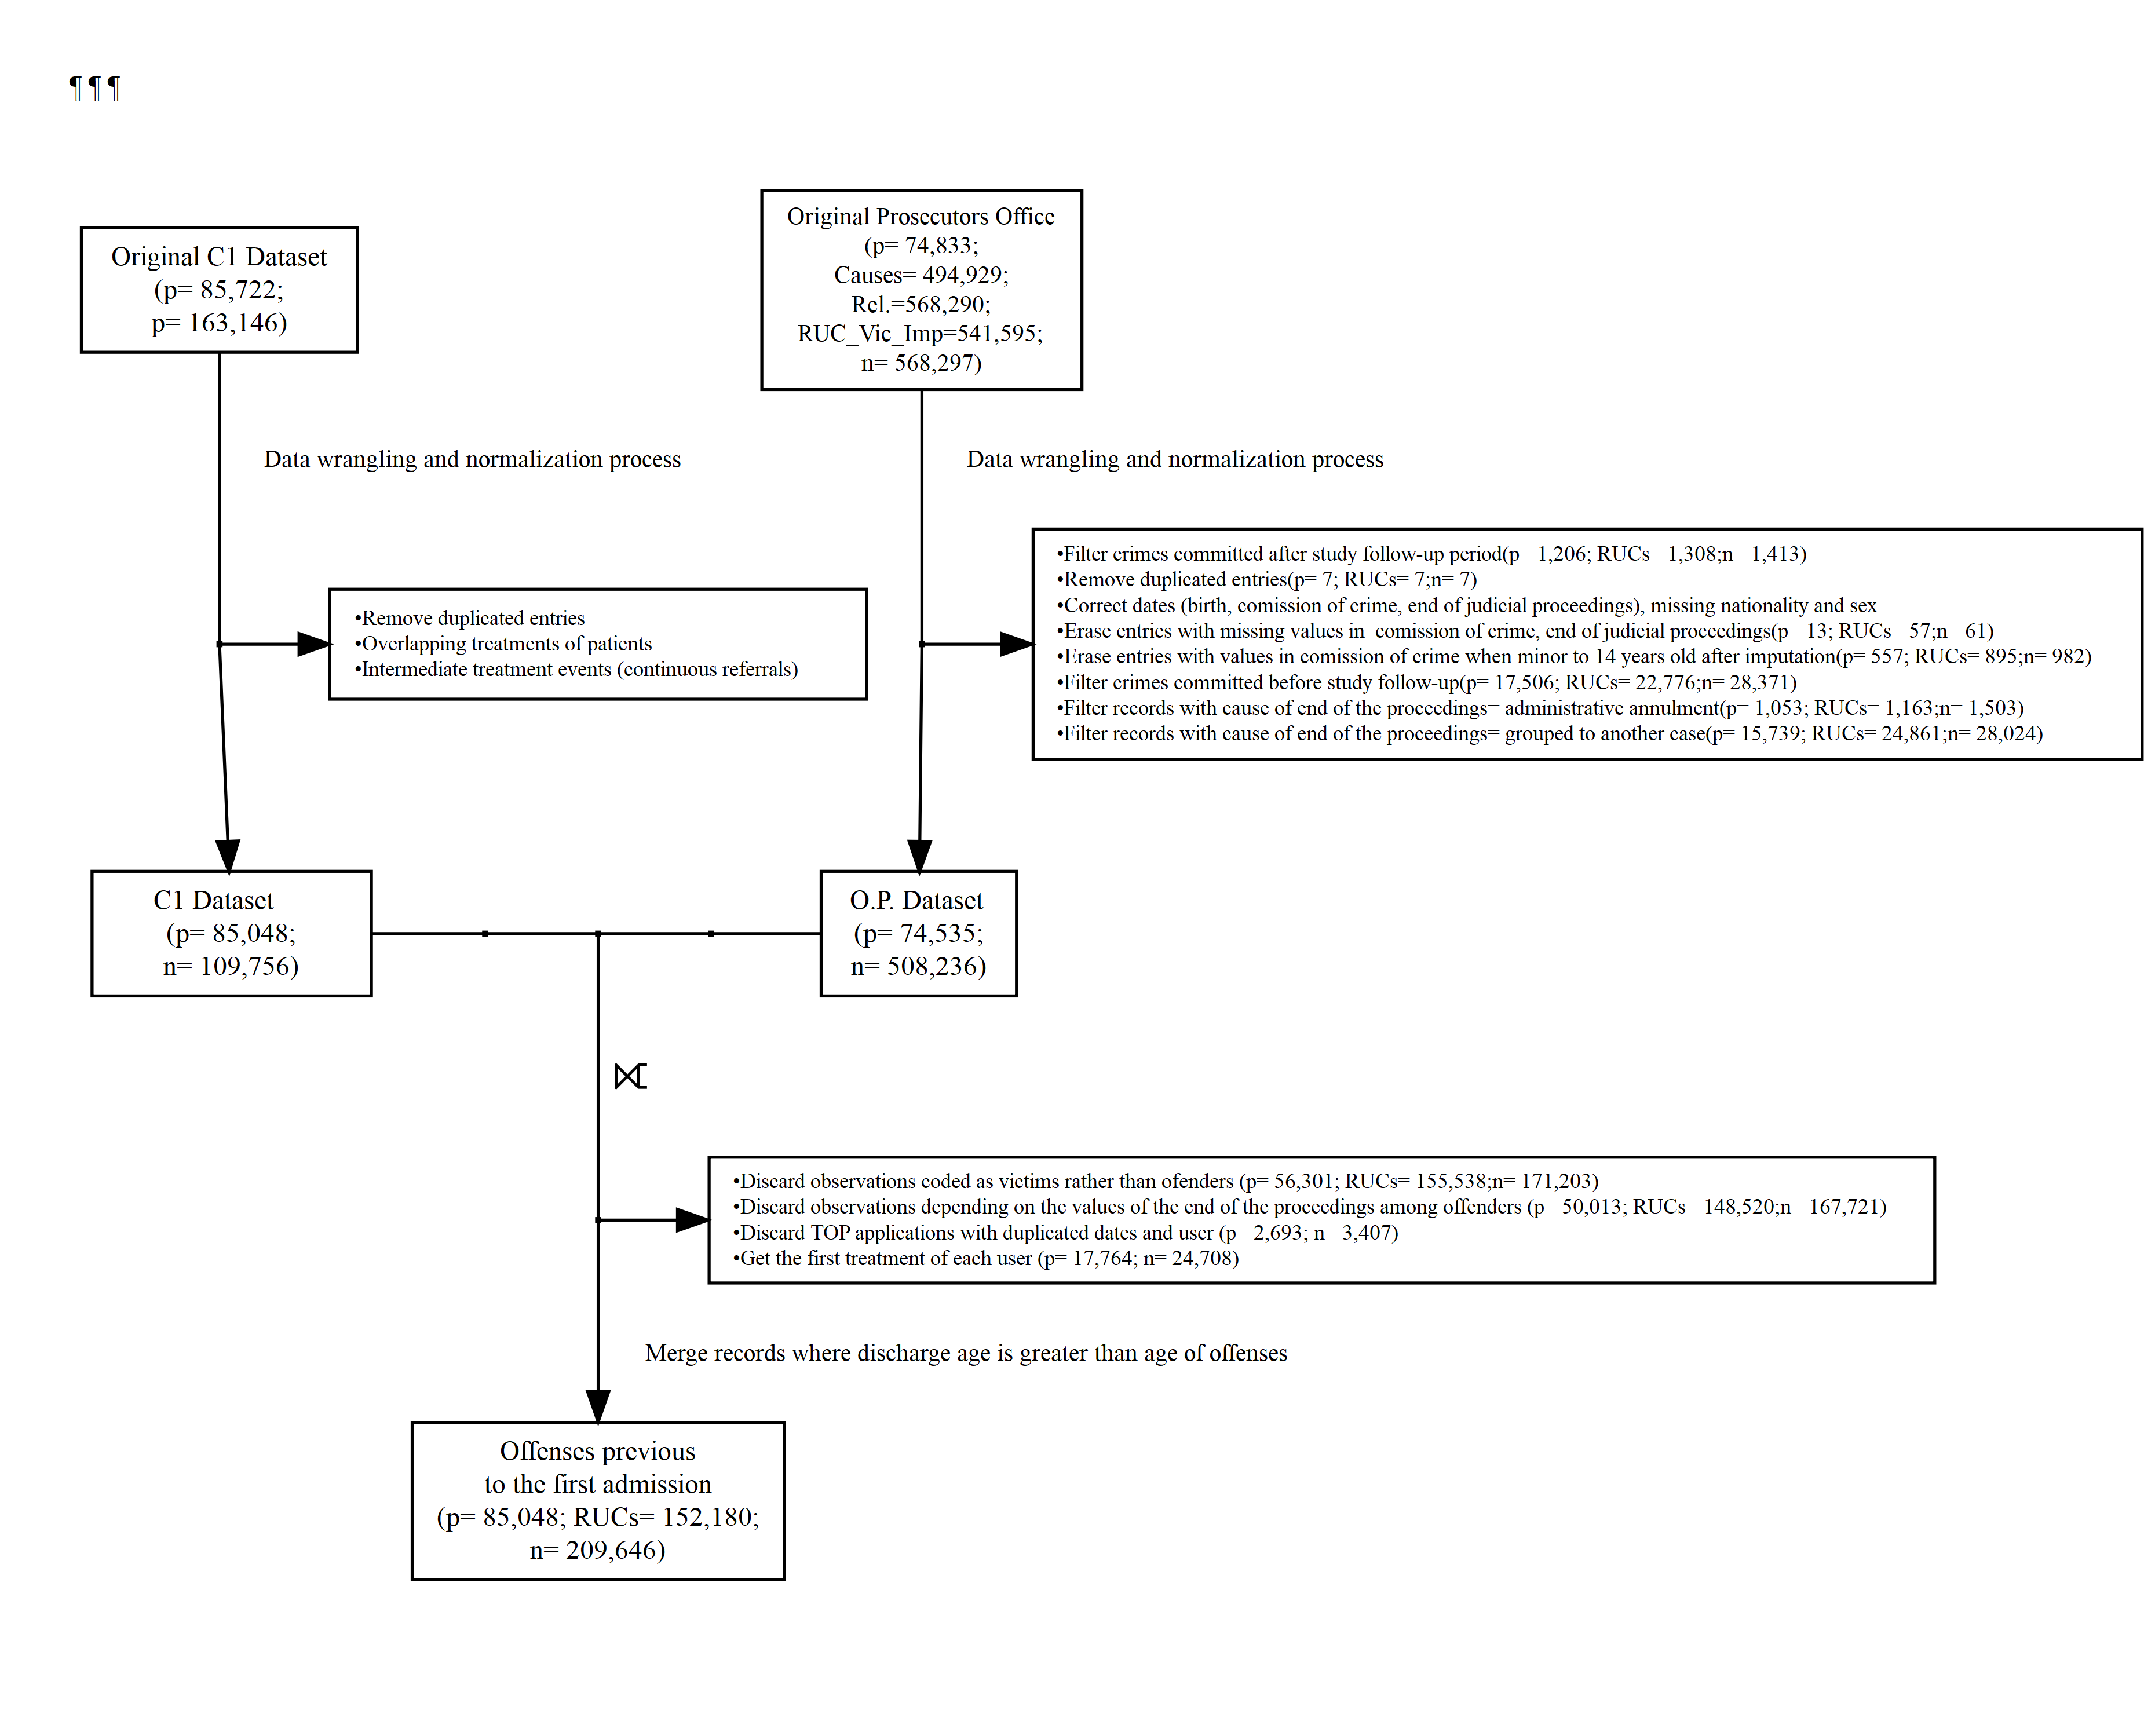 ¶¶¶
Original C1 Dataset
(p= 85,722;
p= 163,146)
Original Prosecutors Office
(p= 74,833;
Causes= 494,929;
Rel.=568,290;
RUC_Vic_Imp=541,595;
n= 568,297)
Data wrangling and normalization process
Data wrangling and normalization process
•Remove duplicated entries
•Overlapping treatments of patients
•Intermediate treatment events (continuous referrals)
•Filter crimes committed after study follow-up period(p= 1,206; RUCs= 1,308;n= 1,413)
•Remove duplicated entries(p= 7; RUCs= 7;n= 7)
•Correct dates (birth, comission of crime, end of judicial proceedings), missing nationality and sex
•Erase entries with missing values in  comission of crime, end of judicial proceedings(p= 13; RUCs= 57;n= 61)
•Erase entries with values in comission of crime when minor to 14 years old after imputation(p= 557; RUCs= 895;n= 982)
•Filter crimes committed before study follow-up(p= 17,506; RUCs= 22,776;n= 28,371)
•Filter records with cause of end of the proceedings= administrative annulment(p= 1,053; RUCs= 1,163;n= 1,503)
•Filter records with cause of end of the proceedings= grouped to another case(p= 15,739; RUCs= 24,861;n= 28,024)
C1 Dataset
(p= 85,048;
n= 109,756)
O.P. Dataset
(p= 74,535;
n= 508,236)
⟕
•Discard observations coded as victims rather than ofenders (p= 56,301; RUCs= 155,538;n= 171,203)
•Discard observations depending on the values of the end of the proceedings among offenders (p= 50,013; RUCs= 148,520;n= 167,721)
•Discard TOP applications with duplicated dates and user (p= 2,693; n= 3,407)
•Get the first treatment of each user (p= 17,764; n= 24,708)
Merge records where discharge age is greater than age of offenses
Offenses previous
to the first admission
(p= 85,048; RUCs= 152,180;
n= 209,646)